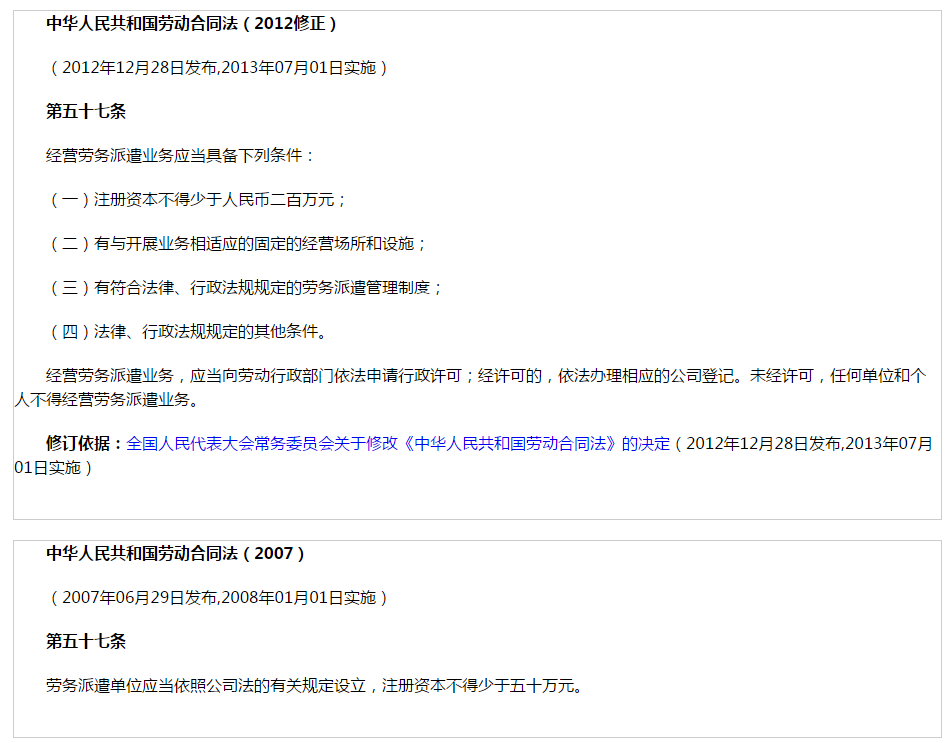 中华人民共和国劳动合同法（2012修正）
（2012年12月28日发布,2013年07月01日实施）
第五十七条
经营劳务派遣业务应当具备下列条件：
（一）注册资本不得少于人民币二百万元；
（二）有与开展业务相适应的固定的经营场所和设施；
（三）有符合法律、行政法规规定的劳务派遣管理制度；
（四）法律、行政法规规定的其他条件。
经营劳务派遣业务，应当向劳动行政部门依法申请行政许可；经许可的，依法办理相应的公司登记。未经许可，任何单位和个
人不得经营劳务派遣业务。
修订依据：全国人民代表大会常务委员会关于修改《中华人民共和国劳动合同法》的决定（2012年12月28日发布,2013年07月
01日实施）
中华人民共和国劳动合同法（2007）
（2007年06月29日发布,2008年01月01日实施）
第五十七条
劳务派遣单位应当依照公司法的有关规定设立，注册资本不得少于五十万元。